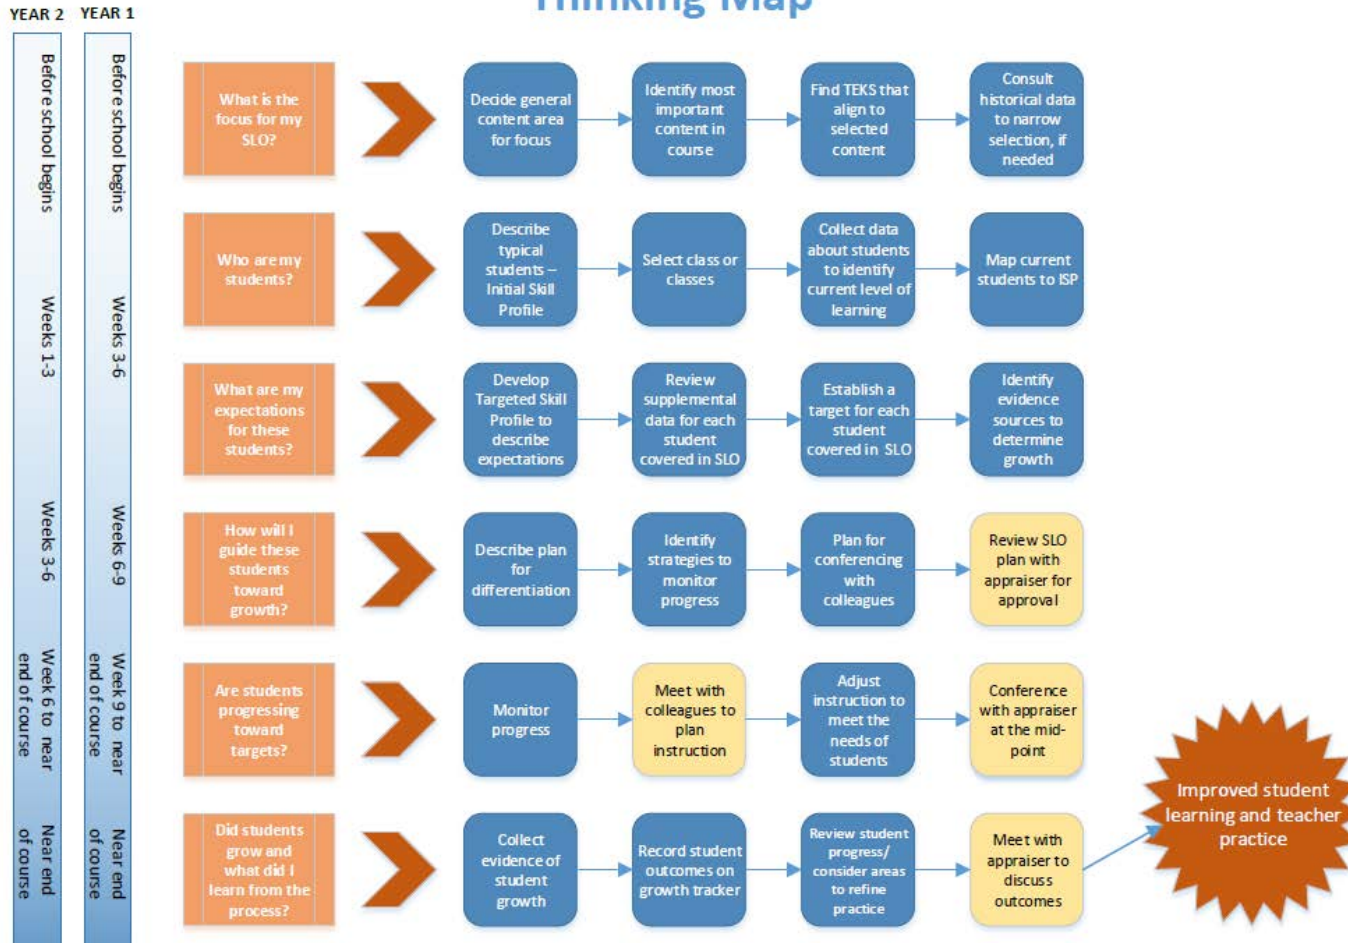 Thinking Map
YEAR 2
YEAR 1
Before school begins
Weeks 1-3
Weeks 3-6
Week 6 to near
end of course
Near end
of course
Before school begins
Weeks 3-6
Weeks 6-9
Week 9 to near
end of course
Near end
of course
What is the
focus for my
SLO?
Decide general
content area
for focus
Identify most
important
content in
course
Find TEKS that
align to
selected
content
Consult
historical data
to narrow
selection, if
needed
Who are my
students?
Describe
typical
students –
Initial Skill
Profile
Select class or
classes
Collect data
about students
to identify
current level of
learning
Map current
students to ISP
What are my
expectations
for these
students?
Develop
Targeted Skill
Profile to
describe
expectations
Review
supplemental
data for each
student
covered in SLO
Establish a
target for each
student
covered in SLO
Identify
evidence
sources to
determine
growth
How will I
guide these
students
toward
growth?
Describe plan
for
differentiation
Identify
strategies to
monitor
progress
Plan for
conferencing
with
colleagues
Review SLO
plan with
appraiser for
approval
Are students
progressing
toward
targets?
Monitor
progress
Meet with
colleagues to
plan
instruction
Adjust
instruction to
meet the
needs of
students
Conference
with appraiser
at the mid-
point
Did students
grow and
what did I
learn from the
process?
Collect
evidence of
student
growth
Record student
outcomes on
growth tracker
Review student
progress/
consider areas
to refine
practice
Meet with
appraiser to
discuss
outcomes
Improved student
learning and teacher
practice